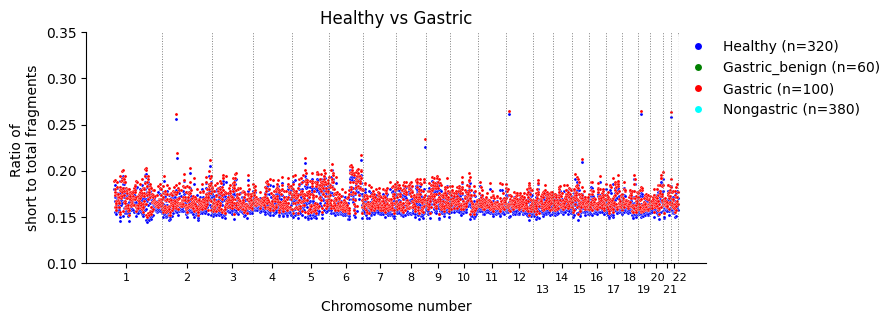 Healthy vs Gastric
Ratio of
short to total fragments
0.35
0.30
0.25
0.20
0.15
0.10
1 2 3 4 5 6 7 8 9 10 11 12 14 16 18 20 22
13 15 17 19 21
Chromosome number
Healthy (n=320)
Gastric_benign (n=60)
Gastric (n=100)
Nongastric (n=380)